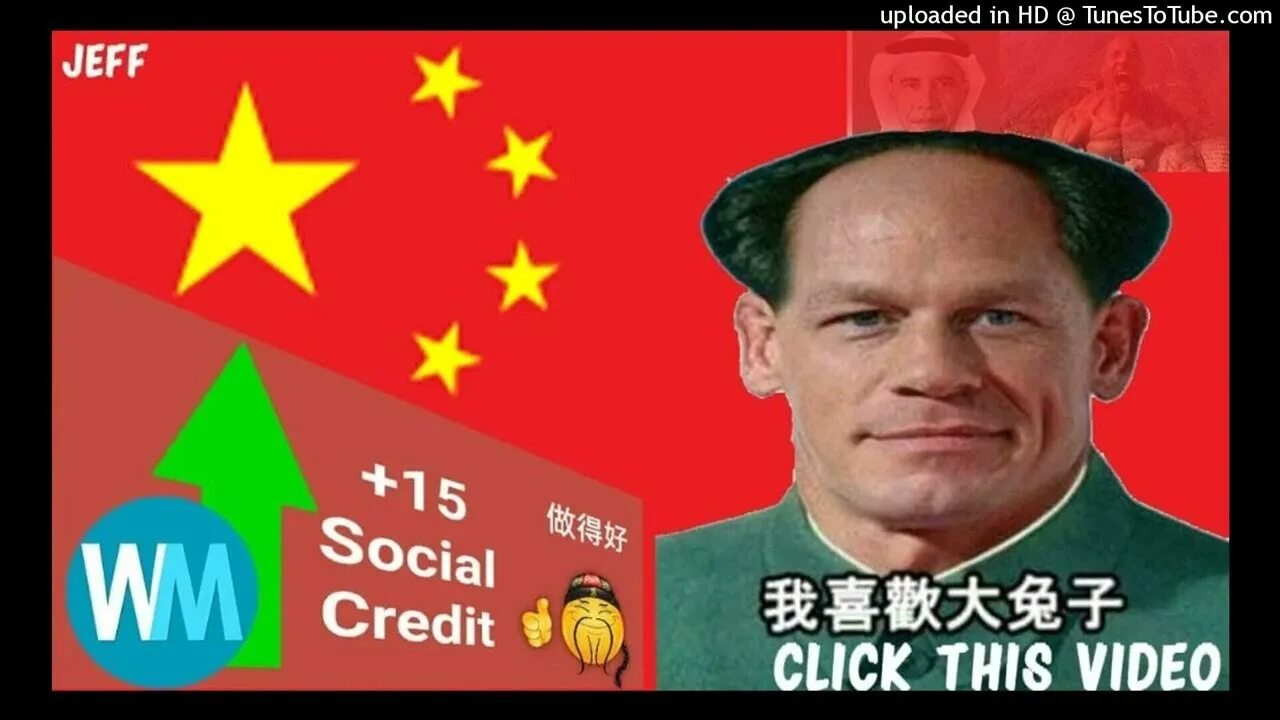 uploaded in HD @ TunesToTube.com
JEFF
+15
Social
Credit
做得好
WM
我喜歡大兔子
CLICK THIS VIDEO